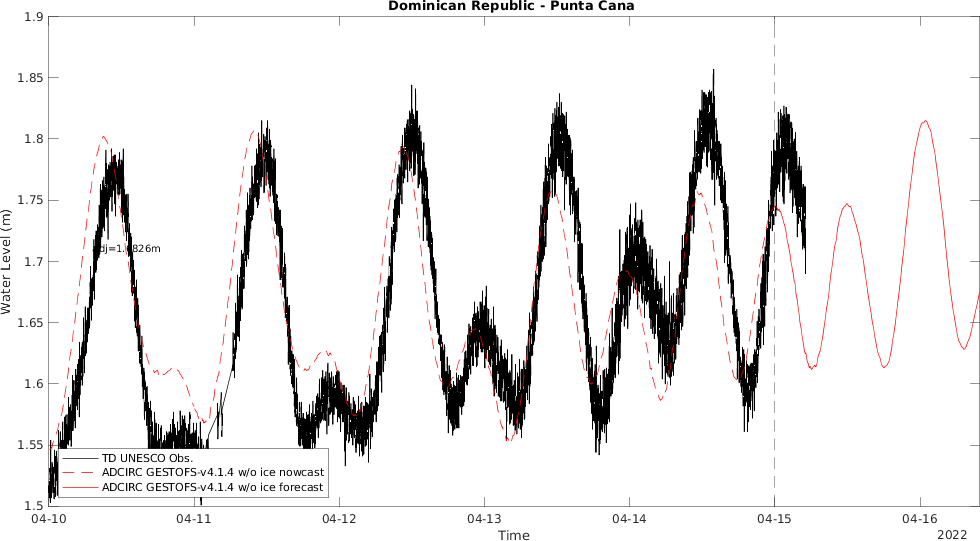 Dominican Republic - Punta Cana
1.9
1.85
1.8
1.75
1.7
1.65
1.6
1.55
1.5
Water Level (m)
TD UNESCO Obs.
ADCIRC GESTOFS-v4.1.4 w/o ice nowcast
ADCIRC GESTOFS-v4.1.4 w/o ice forecast
04-10
04-11
04-12
04-13
04-14
04-15
04-16
Time
2022